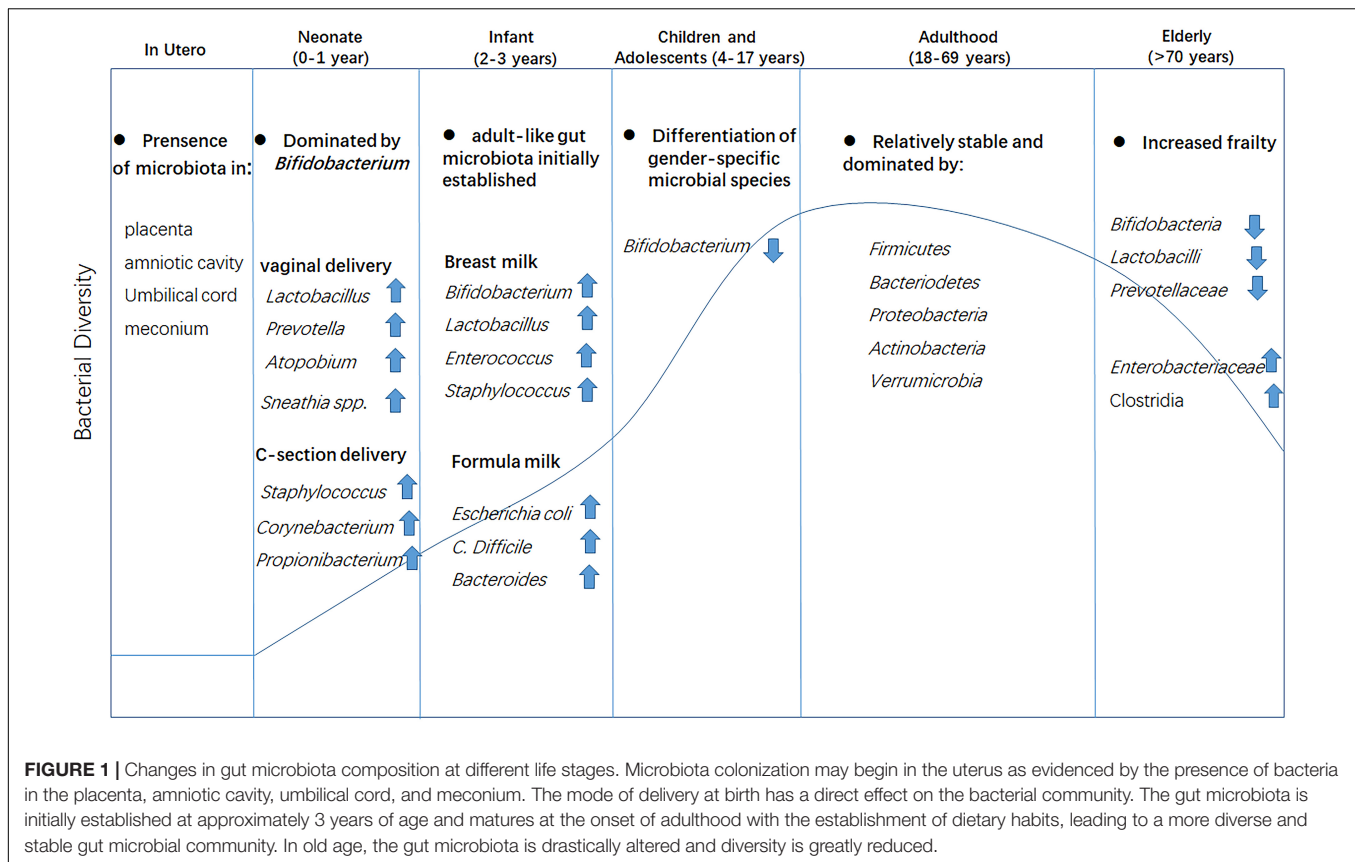 In Utero
Neonate
(0-1 year)
Infant
(2-3 years)
Children and
Adolescents (4-17 years)
Adulthood
(18-69 years)
Elderly
(>70 years)
Bacterial Diversity
● Prensence
of microbiota in:
placenta
amniotic cavity
Umbilical cord
meconium
● Dominated by
Bifidobacterium
vaginal delivery
Lactobacillus
Prevotella
Atopobium
Sneathia spp.
C-section delivery
Staphylococcus
Corynebacterium
Propionibacterium
● adult-like gut
microbiota initially
established
Breast milk
Bifidobacterium
Lactobacillus
Enterococcus
Staphylococcus
Formula milk
Escherichia coli
C. Difficile
Bacteroides
● Differentiation of
gender-specific
microbial species
Bifidobacterium
● Relatively stable and
dominated by:
Firmicutes
Bacteriodetes
Proteobacteria
Actinobacteria
Verrumicrobia
● Increased frailty
Bifidobacteria
Lactobacilli
Prevotellaceae
Enterobacteriaceae
Clostridia
FIGURE 1 | Changes in gut microbiota composition at different life stages. Microbiota colonization may begin in the uterus as evidenced by the presence of bacteria
in the placenta, amniotic cavity, umbilical cord, and meconium. The mode of delivery at birth has a direct effect on the bacterial community. The gut microbiota is
initially established at approximately 3 years of age and matures at the onset of adulthood with the establishment of dietary habits, leading to a more diverse and
stable gut microbial community. In old age, the gut microbiota is drastically altered and diversity is greatly reduced.